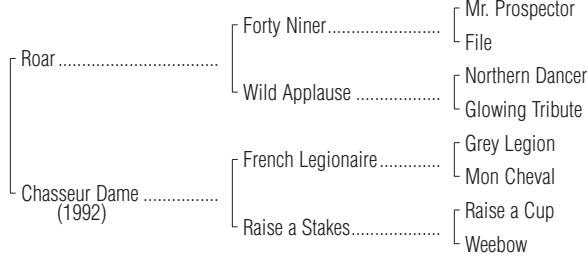 Mr. Prospector
Forty Niner.......................
File
Roar .................................
Northern Dancer
Wild Applause ..................
Glowing Tribute
Grey Legion
French Legionaire.............
Mon Cheval
Chasseur Dame ................
(1992)
Raise a Cup
Raise a Stakes...................
Weebow